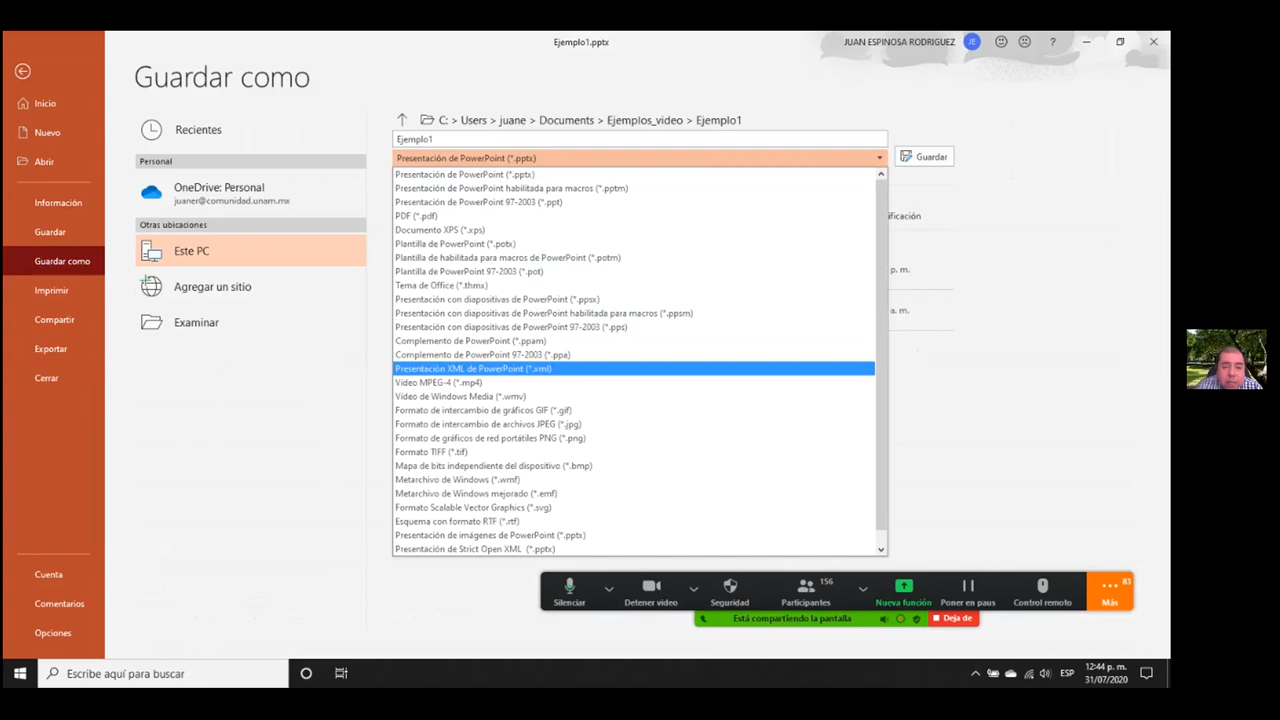 Ejemplo1.pptx
JUAN ESPINOSA RODRIGUEZ
JE
?
Guardar como
Inicio
Nuevo
Abrir
Información
Guardar
Guardar como
Imprimir
Compartir
Exportar
Cerrar
Cuenta
Comentarios
Opciones
Recientes
Personal
OneDrive: Personal
juaner@comunidad.unam.mx
Otras ubicaciones
Este PC
Agregar un sitio
Examinar
C: > Users > juane > Documents > Ejemplos_video > Ejemplo1
Ejemplo1
Presentación de PowerPoint (*.pptx)
Guardar
Presentación de PowerPoint (*.pptx)
Presentación de PowerPoint habilitada para macros (*.pptm)
Presentación de PowerPoint 97-2003 (*.ppt)
PDF (*.pdf)
Documento XPS (*.xps)
Plantilla de PowerPoint (*.potx)
Plantilla de habilitada para macros de PowerPoint (*.potm)
Plantilla de PowerPoint 97-2003 (*.pot)
Tema de Office (*.thmx)
Presentación con diapositivas de PowerPoint (*.ppsx)
Presentación con diapositivas de PowerPoint habilitada para macros (*.ppsm)
Presentación con diapositivas de PowerPoint 97-2003 (*.pps)
Complemento de PowerPoint (*.ppam)
Complemento de PowerPoint 97-2003 (*.ppa)
Presentación XML de PowerPoint (*.xml)
Vídeo MPEG-4 (*.mp4)
Vídeo de Windows Media (*.wmv)
Formato de intercambio de gráficos GIF (*.gif)
Formato de intercambio de archivos JPEG (*.jpg)
Formato de gráficos de red portátiles PNG (*.png)
Formato TIFF (*.tif)
Mapa de bits independiente del dispositivo (*.bmp)
Metarchivo de Windows (*.wmf)
Metarchivo de Windows mejorado (*.emf)
Formato Scalable Vector Graphics (*.svg)
Esquema con formato RTF (*.rtf)
Presentación de imágenes de PowerPoint (*.pptx)
Presentación de Strict Open XML (*.pptx)
ificación
p. m.
a. m.
156
83
Silenciar
Detener video
Seguridad
Participantes
Nueva función
Poner en paus
Control remoto
Más
Está compartiendo la pantalla
Deja de
Escribe aquí para buscar
ESP
12:44 p. m.
31/07/2020